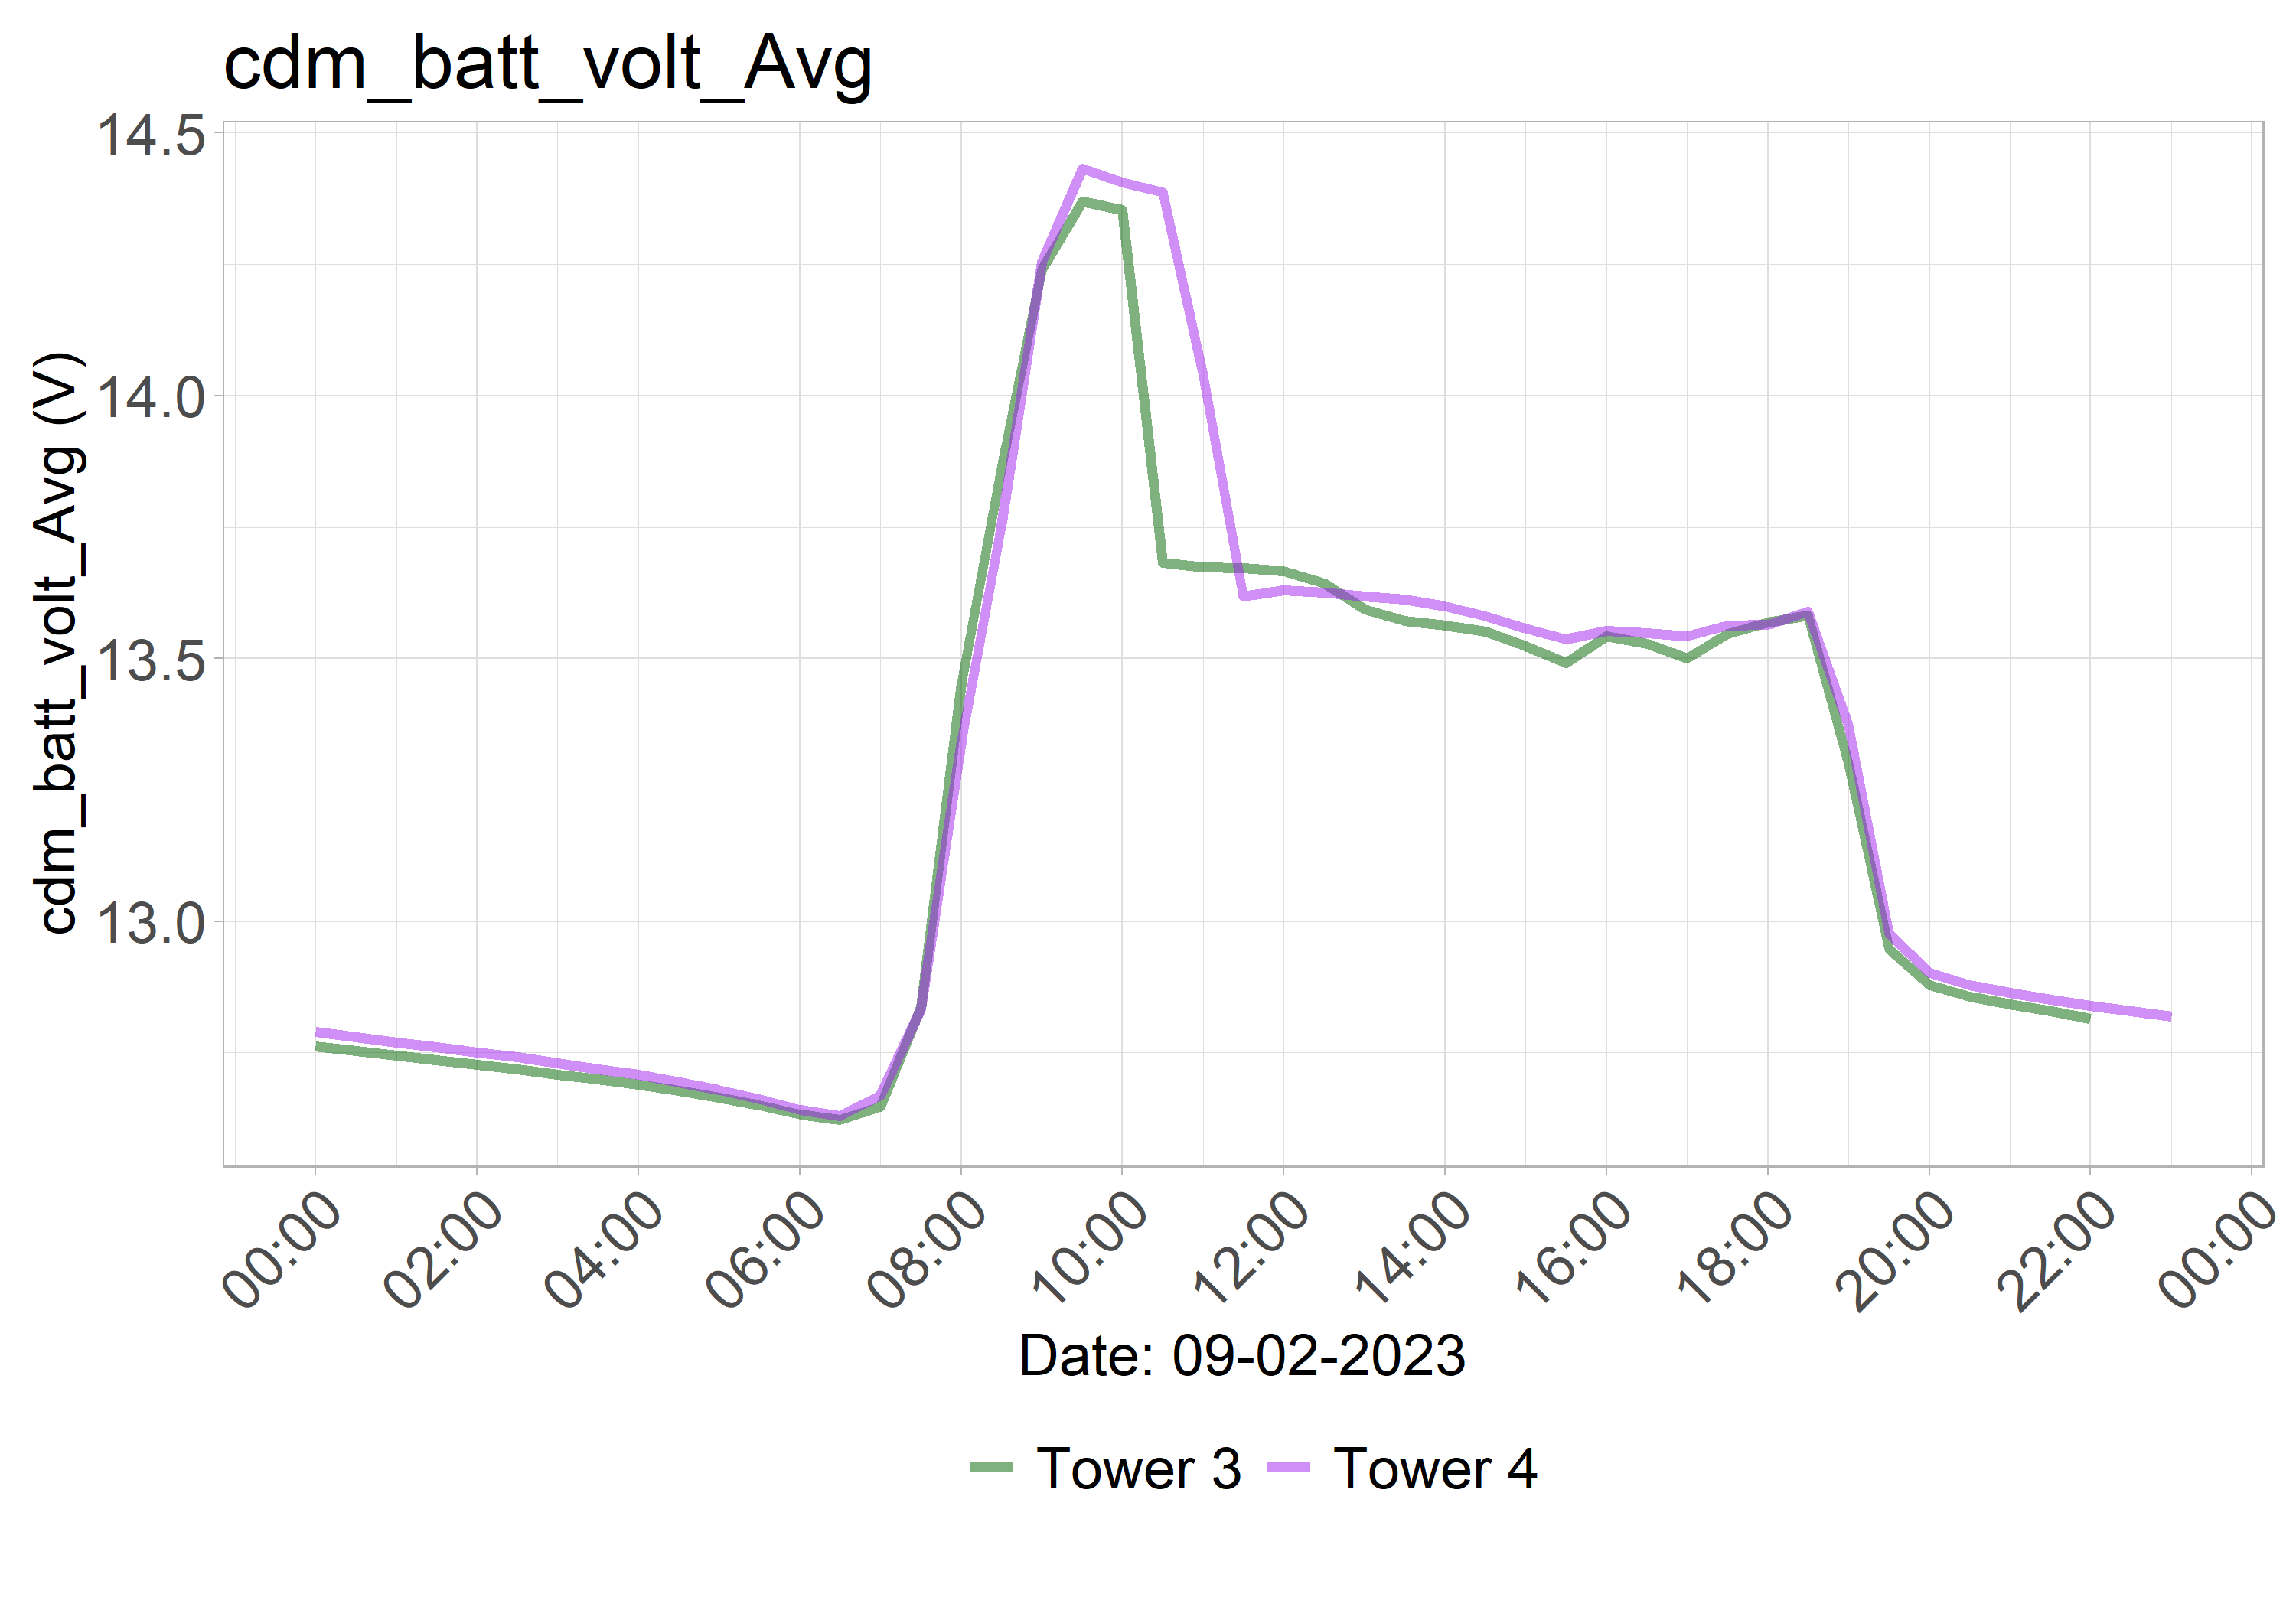 cdm_batt_volt_Avg
cdm_batt_volt_Avg (V)
14.5
14.0
13.5
13.0
00:00 02:00 04:00 06:00 08:00 10:00 12:00 14:00 16:00 18:00 20:00 22:00 00:00
Date: 09-02-2023
Tower 3 Tower 4